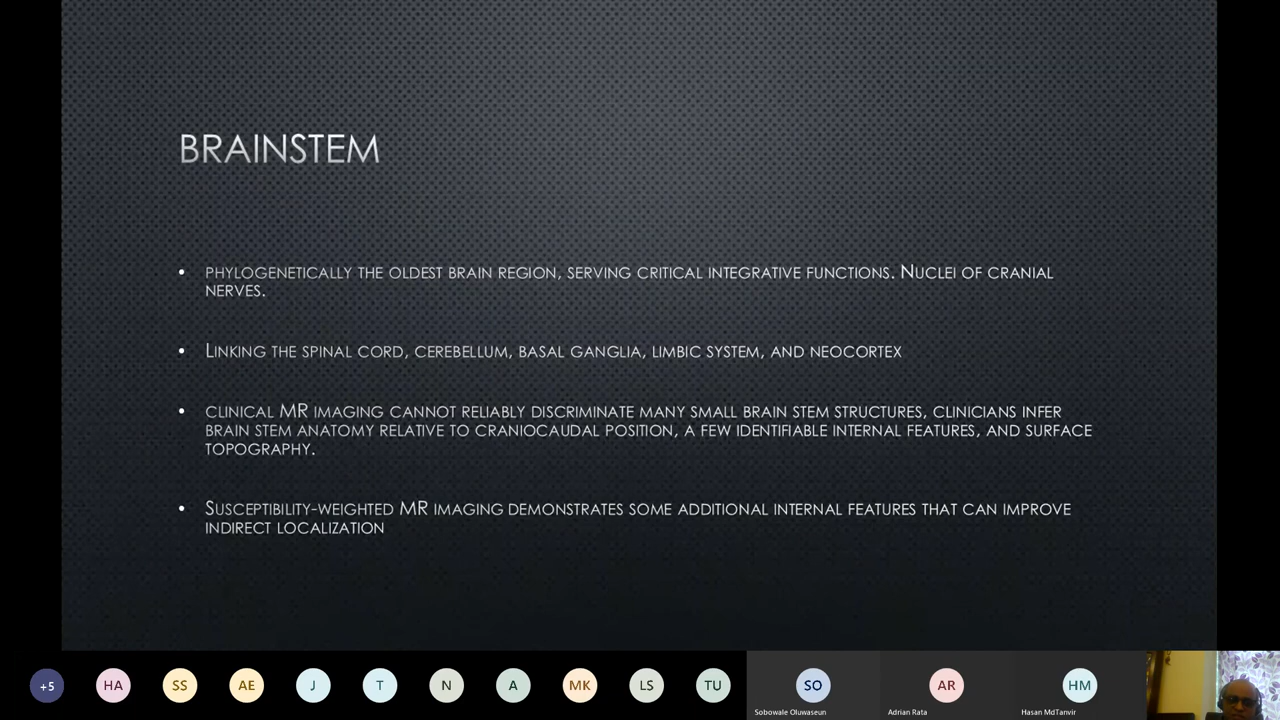 BRAINSTEM
• PHYLOGENETICALLY THE OLDEST BRAIN REGION, SERVING CRITICAL INTEGRATIVE FUNCTIONS. NUCLEI OF CRANIAL
NERVES.
• LINKING THE SPINAL CORD, CEREBELLUM, BASAL GANGLIA, LIMBIC SYSTEM, AND NEOCORTEX
• CLINICAL MR IMAGING CANNOT RELIABLY DISCRIMINATE MANY SMALL BRAIN STEM STRUCTURES, CLINICIANS INFER
BRAIN STEM ANATOMY RELATIVE TO CRANIOCAUDAL POSITION, A FEW IDENTIFIABLE INTERNAL FEATURES, AND SURFACE
TOPOGRAPHY.
• SUSCEPTIBILITY-WEIGHTED MR IMAGING DEMONSTRATES SOME ADDITIONAL INTERNAL FEATURES THAT CAN IMPROVE
INDIRECT LOCALIZATION
+5 HA SS AE J T N A MK LS TU SO AR HM
Sobowale Oluwaseun Adrian Rata Hasan MdTanvir